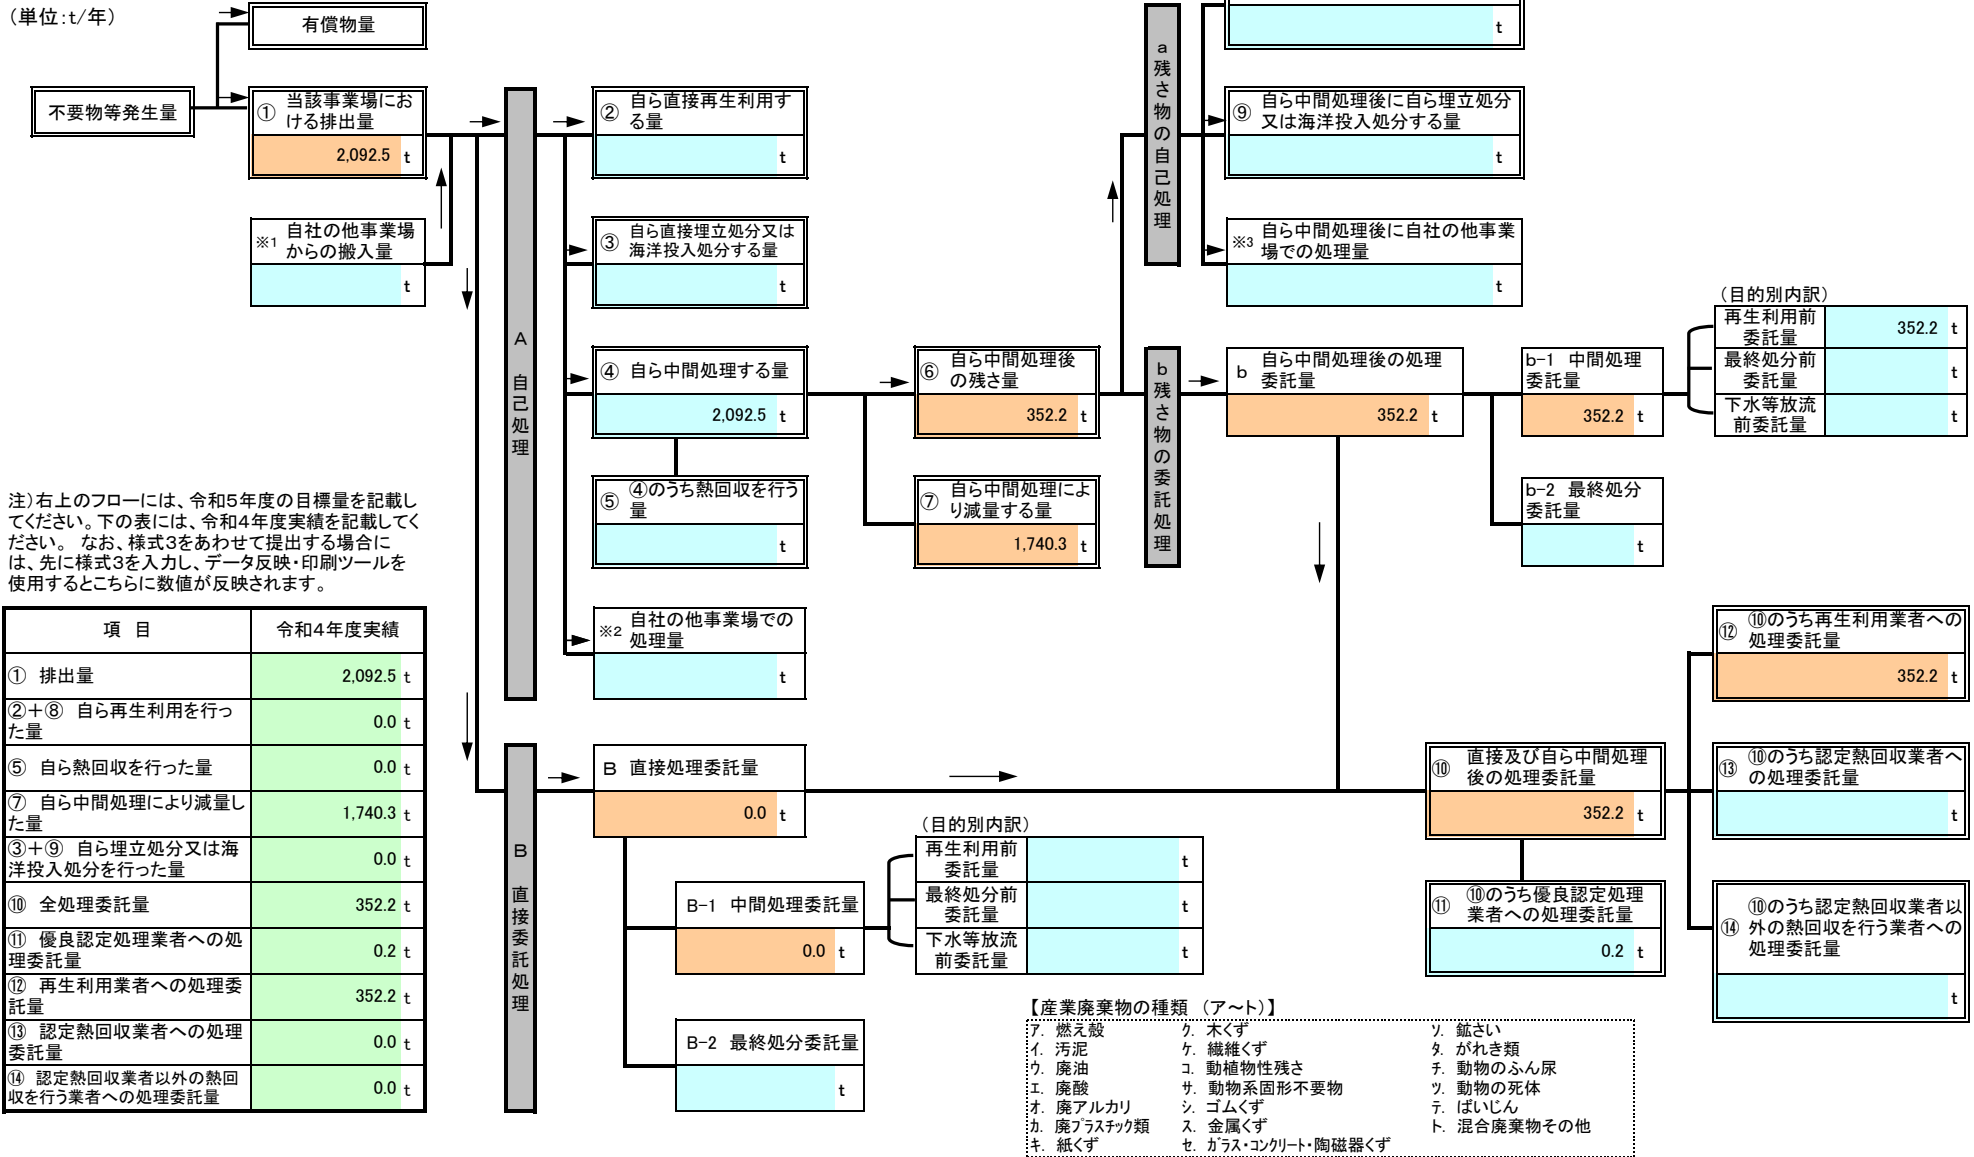 （単位：t/年）
有償物量
不要物等発生量
① 当該事業場にお
ける排出量
2,092.5 t
※1 自社の他事業場
からの搬入量
t
A 自己処理
② 自ら直接再生利用す
る量
t
③ 自ら直接埋立処分又は
海洋投入処分する量
t
④ 自ら中間処理する量
2,092.5 t
⑤ ④のうち熱回収を行う
量
t
※2 自社の他事業場での
処理量
t
⑥ 自ら中間処理後
の残さ量
352.2 t
⑦ 自ら中間処理によ
り減量する量
1,740.3 t
a 残さ物の自己処理
t
⑨ 自ら中間処理後に自ら埋立処分
又は海洋投入処分する量
t
※3 自ら中間処理後に自社の他事業
場での処理量
t
b 残さ物の委託処理
b 自ら中間処理後の処理
委託量
352.2 t
b-1 中間処理
委託量
352.2 t
（目的別内訳）
再生利用前
委託量
352.2 t
最終処分前
委託量
t
下水等放流
前委託量
t
b-2 最終処分
委託量
t
注）右上のフローには、令和５年度の目標量を記載し
てください。下の表には、令和４年度実績を記載してく
ださい。 なお、様式３をあわせて提出する場合に
は、先に様式３を入力し、データ反映・印刷ツールを
使用するとこちらに数値が反映されます。
項 目 令和４年度実績
① 排出量 2,092.5 t
②＋⑧ 自ら再生利用を行っ
た量 0.0 t
⑤ 自ら熱回収を行った量 0.0 t
⑦ 自ら中間処理により減量し
た量 1,740.3 t
③＋⑨ 自ら埋立処分又は海
洋投入処分を行った量 0.0 t
⑩ 全処理委託量 352.2 t
⑪ 優良認定処理業者への処
理委託量 0.2 t
⑫ 再生利用業者への処理委
託量 352.2 t
⑬ 認定熱回収業者への処理
委託量 0.0 t
⑭ 認定熱回収業者以外の熱回
収を行う業者への処理委託量 0.0 t
B 直接委託処理
B 直接処理委託量
0.0 t
B-1 中間処理委託量
0.0 t
（目的別内訳）
再生利用前
委託量
t
最終処分前
委託量
t
下水等放流
前委託量
t
B-2 最終処分委託量
t
⑩ 直接及び自ら中間処理
後の処理委託量
352.2 t
⑪ ⑩のうち優良認定処理
業者への処理委託量
0.2 t
⑫ ⑩のうち再生利用業者への
処理委託量
352.2 t
⑬ ⑩のうち認定熱回収業者へ
の処理委託量
t
⑭ ⑩のうち認定熱回収業者以
外の熱回収を行う業者への
処理委託量
t
【産業廃棄物の種類 （ア～ト）】
ｱ. 燃え殻 ｸ. 木くず ｿ. 鉱さい
ｲ. 汚泥 ｹ. 繊維くず ﾀ. がれき類
ｳ. 廃油 ｺ. 動植物性残さ ﾁ. 動物のふん尿
ｴ. 廃酸 ｻ. 動物系固形不要物 ﾂ. 動物の死体
ｵ. 廃アルカリ ｼ. ゴムくず ﾃ. ばいじん
ｶ. 廃ﾌﾟﾗｽﾁｯｸ類 ｽ. 金属くず ﾄ. 混合廃棄物その他
ｷ. 紙くず ｾ. ｶﾞﾗｽ・ｺﾝｸﾘｰﾄ・陶磁器くず